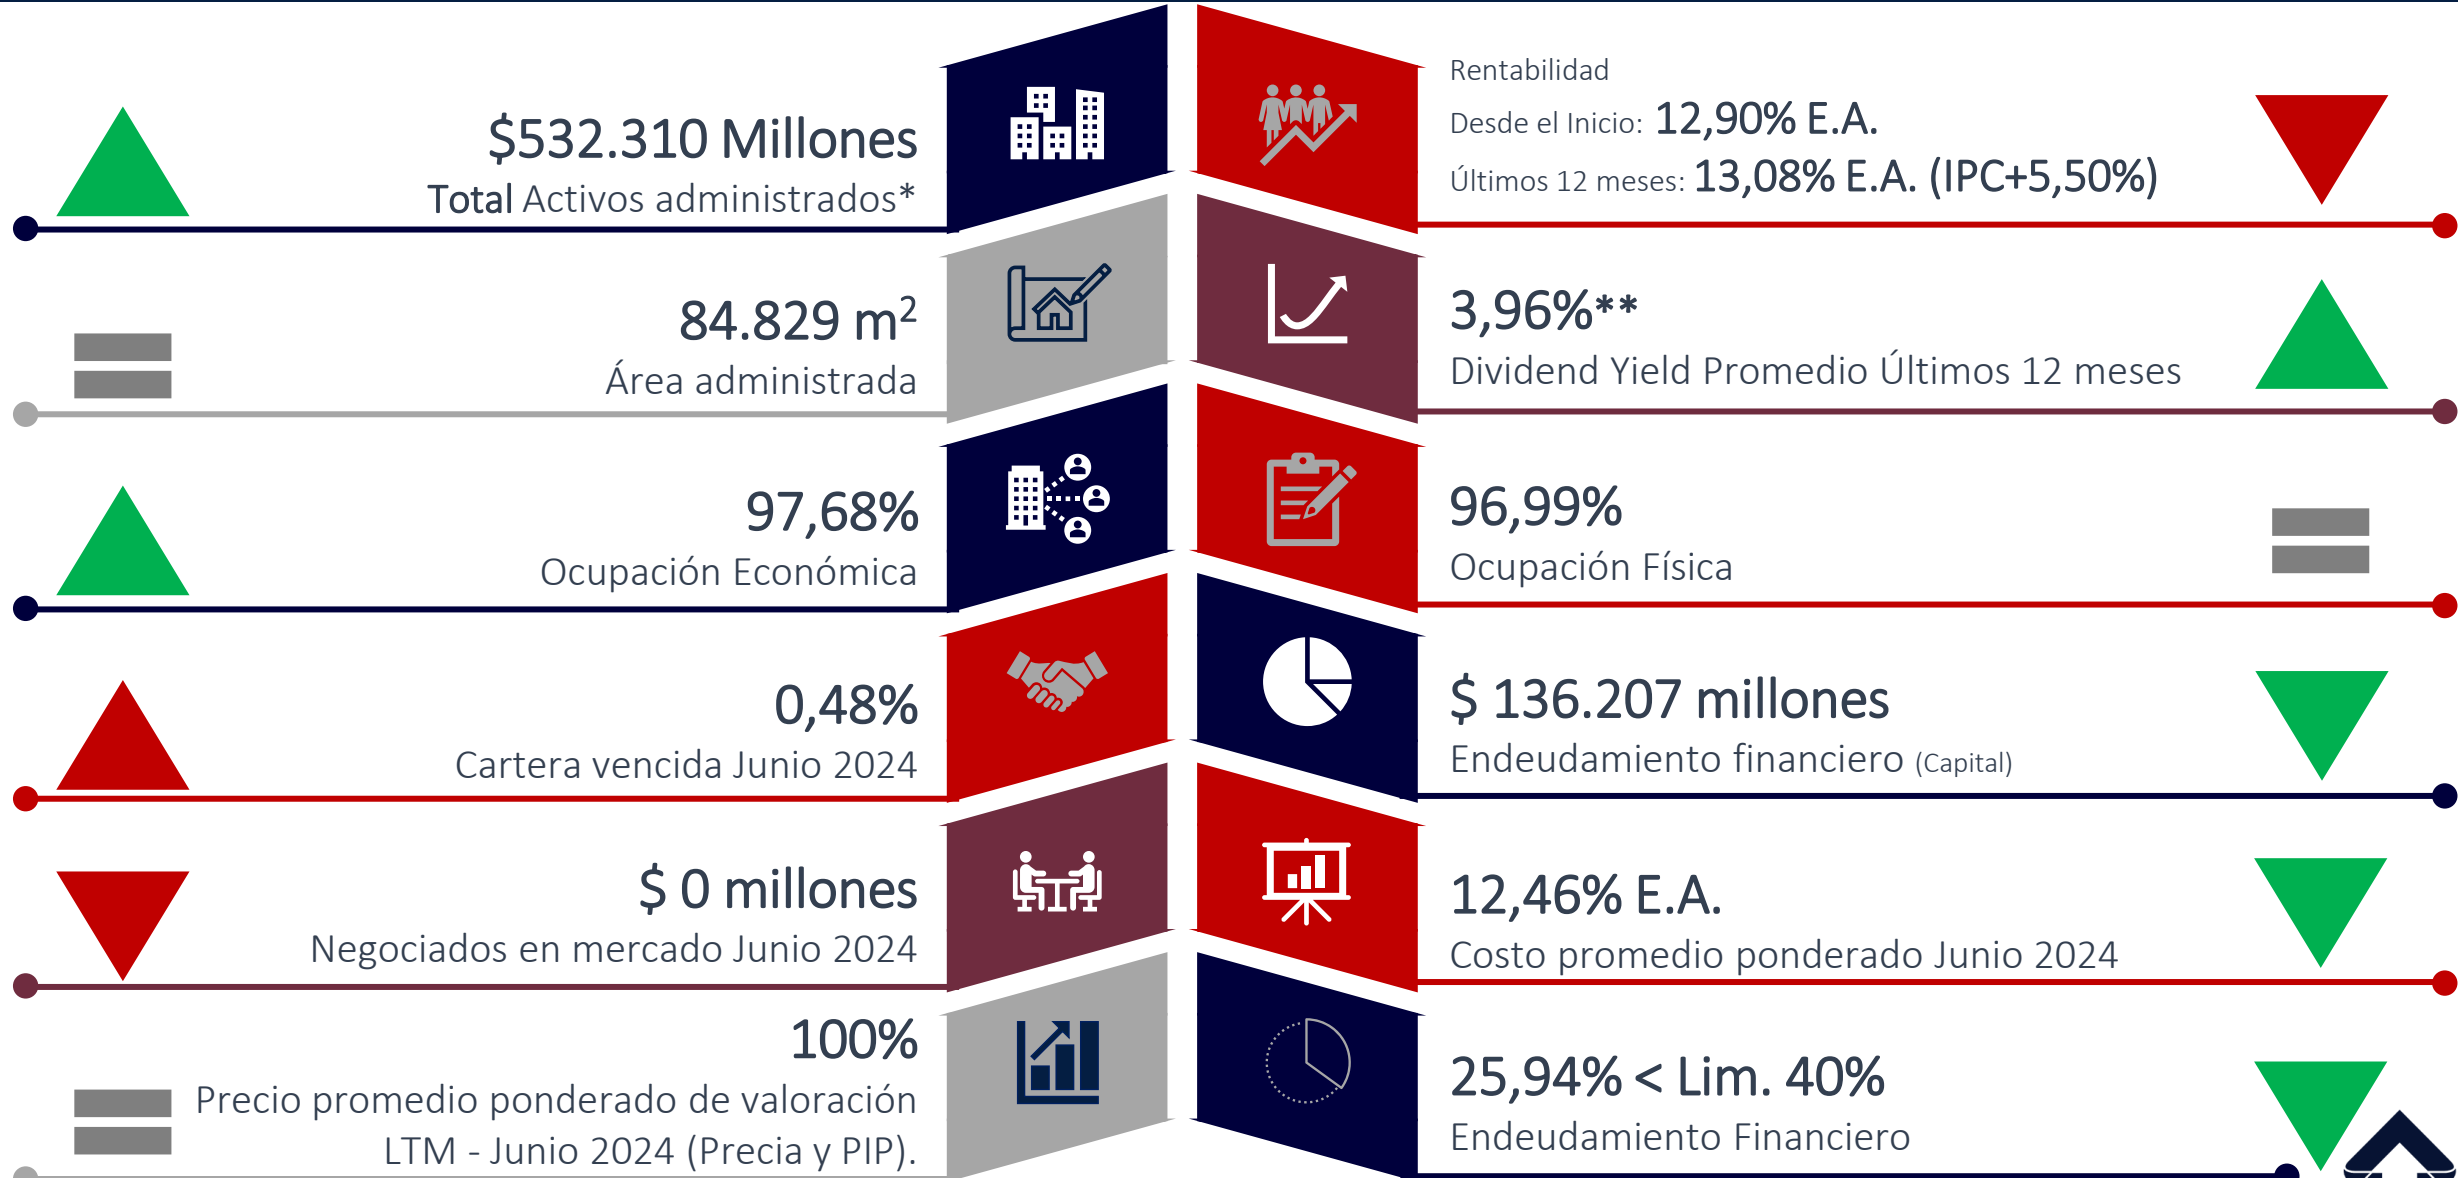 $532.310 Millones
Total Activos administrados*
84.829 m²
Área administrada
97,68%
Ocupación Económica
0,48%
Cartera vencida Junio 2024
$ 0 millones
Negociados en mercado Junio 2024
100%
Precio promedio ponderado de valoración
LTM - Junio 2024 (Precia y PIP).
Rentabilidad
Desde el Inicio: 12,90% E.A.
Últimos 12 meses: 13,08% E.A. (IPC+5,50%)
3,96%**
Dividend Yield Promedio Últimos 12 meses
96,99%
Ocupación Física
$ 136.207 millones
Endeudamiento financiero (Capital)
12,46% E.A.
Costo promedio ponderado Junio 2024
25,94% < Lim. 40%
Endeudamiento Financiero